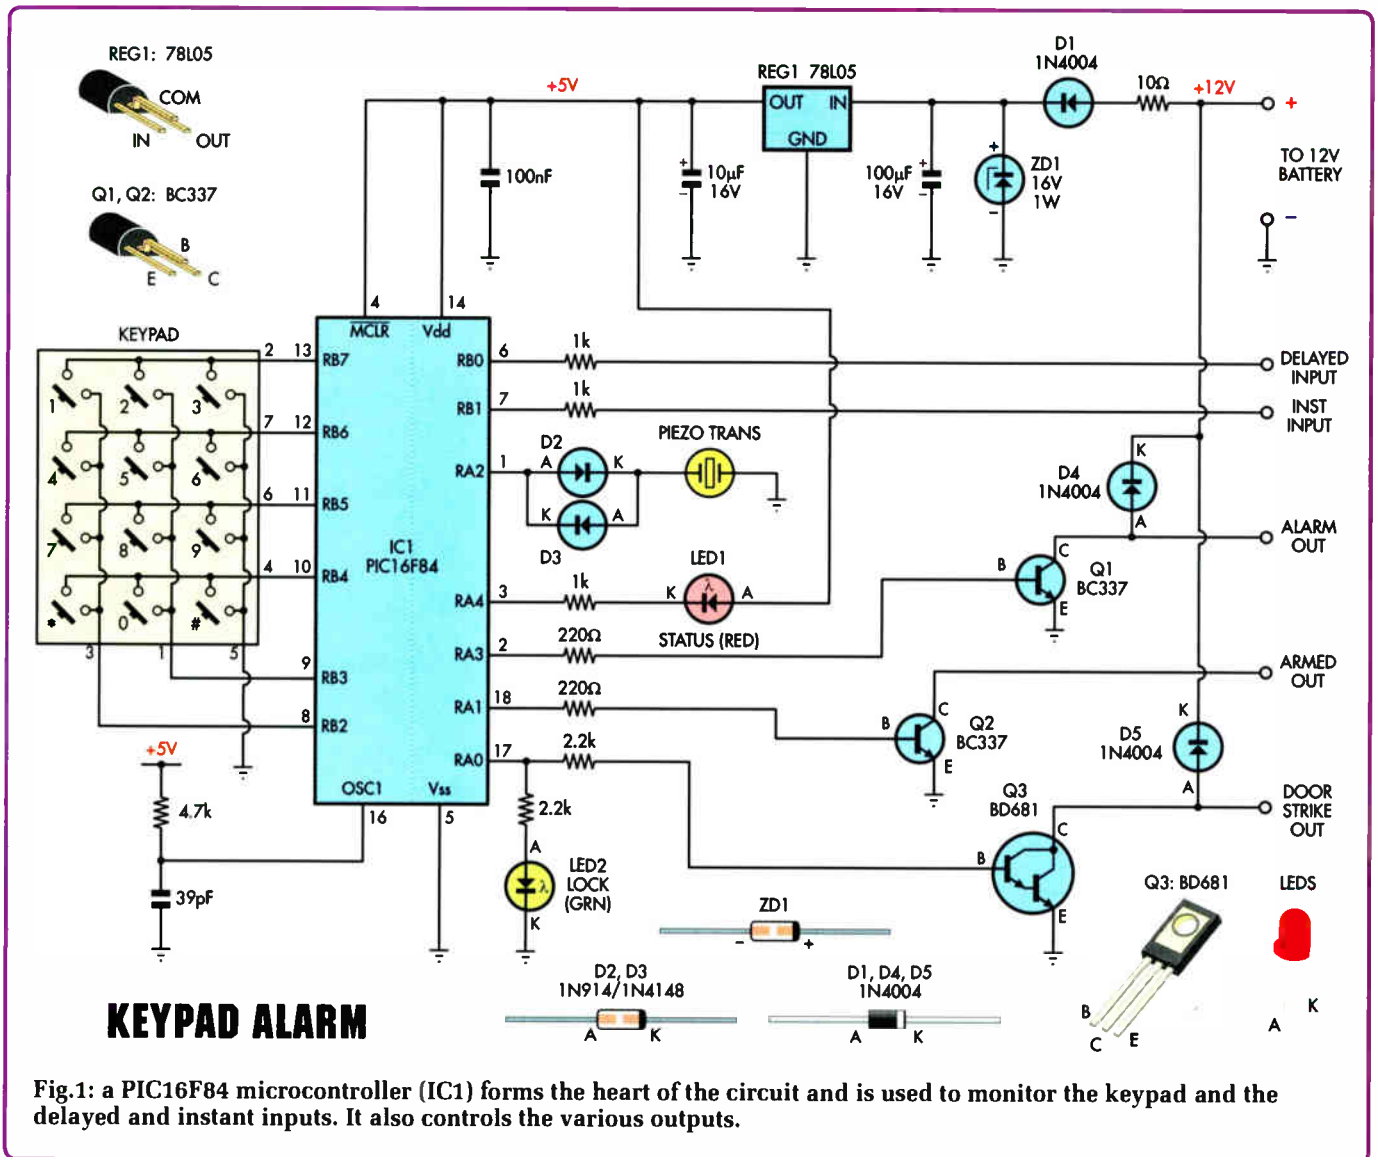 REG1: 78L05
COM
IN
OUT
Q1, Q2: BC337
B
E
C
D1
1N4004
REG1 78L05
OUT IN
GND
10Ω
+12V
+
TO 12V
BATTERY
−
+5V
100nF
+
10µF
16V
−
+
100µF
16V
−
+
ZD1
16V
1W
−
4
14
MCLR
Vdd
KEYPAD
2
13
RB7
1
2
3
7
12
RB6
4
5
6
6
11
RB5
7
8
9
4
10
RB4
*
0
#
3
1
5
9
RB3
8
RB2
IC1
PIC16F84
OSC1
Vss
16
5
RB0
6
1k
DELAYED
INPUT
RB1
7
1k
INST
INPUT
RA2
1
D2
A
K
K
A
D3
PIEZO TRANS
RA4
3
1k
LED1
K
λ
A
STATUS (RED)
RA3
2
220Ω
RA1
18
220Ω
RA0
17
2.2k
2.2k
A
LED2
LOCK
(GRN)
λ
K
K
D4
1N4004
A
ALARM
OUT
B
C
Q1
BC337
E
ARMED
OUT
B
C
Q2
BC337
E
K
D5
1N4004
A
DOOR
STRIKE
OUT
Q3
BD681
B
C
E
+5V
4.7k
39pF
ZD1
−
+
D2, D3
1N914/1N4148
A
K
D1, D4, D5
1N4004
A
K
Q3: BD681
B
C
E
LEDS
K
A
KEYPAD ALARM
Fig.1: a PIC16F84 microcontroller (IC1) forms the heart of the circuit and is used to monitor the keypad and the
delayed and instant inputs. It also controls the various outputs.